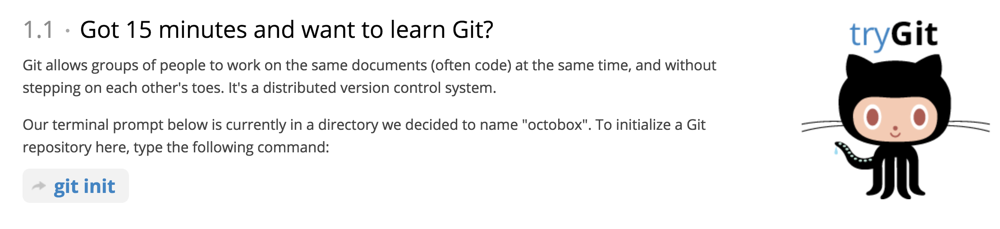 1.1 · Got 15 minutes and want to learn Git?
tryGit
Git allows groups of people to work on the same documents (often code) at the same time, and without
stepping on each other's toes. It's a distributed version control system.
Our terminal prompt below is currently in a directory we decided to name "octobox". To initialize a Git
repository here, type the following command:
git init